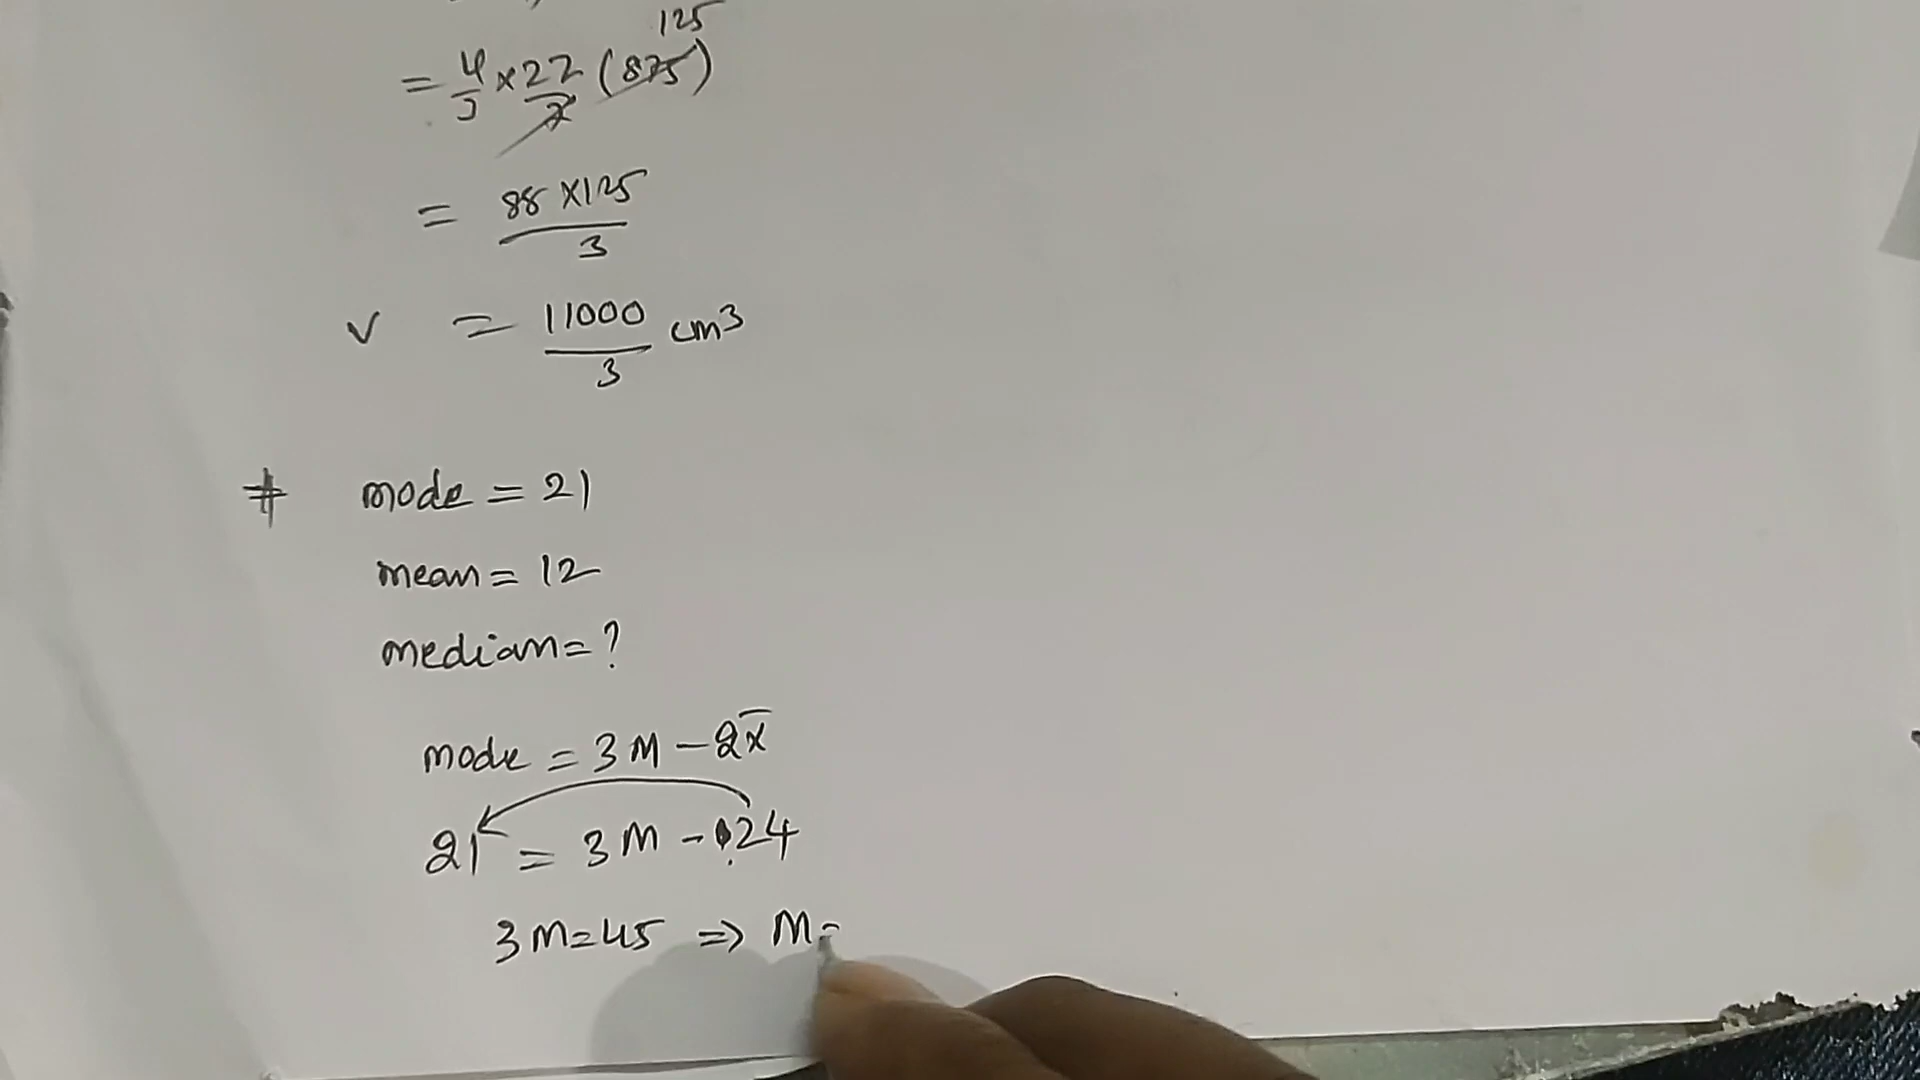 125
= 4/3 × 22/7 (875)
= 88 × 125 / 3
V = 11000/3 cm³
# mode = 21
mean = 12
median = ?
mode = 3M - 2x̄
21 = 3M - 24
3M = 45 ⇒ M =